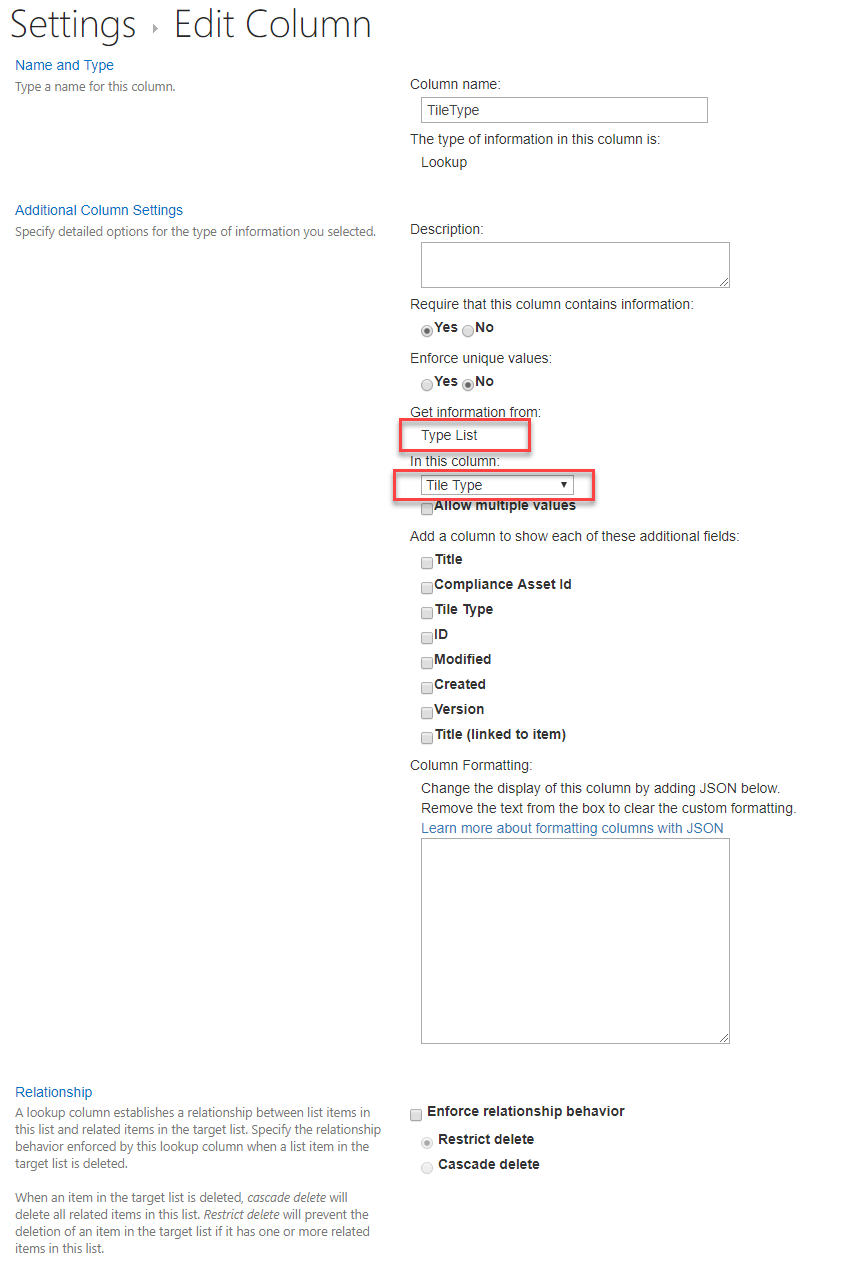 Settings › Edit Column
Name and Type
Type a name for this column.
Column name:
TileType
The type of information in this column is:
Lookup
Additional Column Settings
Specify detailed options for the type of information you selected.
Description:
Require that this column contains information:
Yes No
Enforce unique values:
Yes No
Get information from:
Type List
In this column:
Tile Type
Allow multiple values
Add a column to show each of these additional fields:
Title
Compliance Asset Id
Tile Type
ID
Modified
Created
Version
Title (linked to item)
Column Formatting:
Change the display of this column by adding JSON below.
Remove the text from the box to clear the custom formatting.
Learn more about formatting columns with JSON
Relationship
A lookup column establishes a relationship between list items in
this list and related items in the target list. Specify the relationship
behavior enforced by this lookup column when a list item in the
target list is deleted.
When an item in the target list is deleted, cascade delete will
delete all related items in this list. Restrict delete will prevent the
deletion of an item in the target list if it has one or more related
items in this list.
Enforce relationship behavior
Restrict delete
Cascade delete